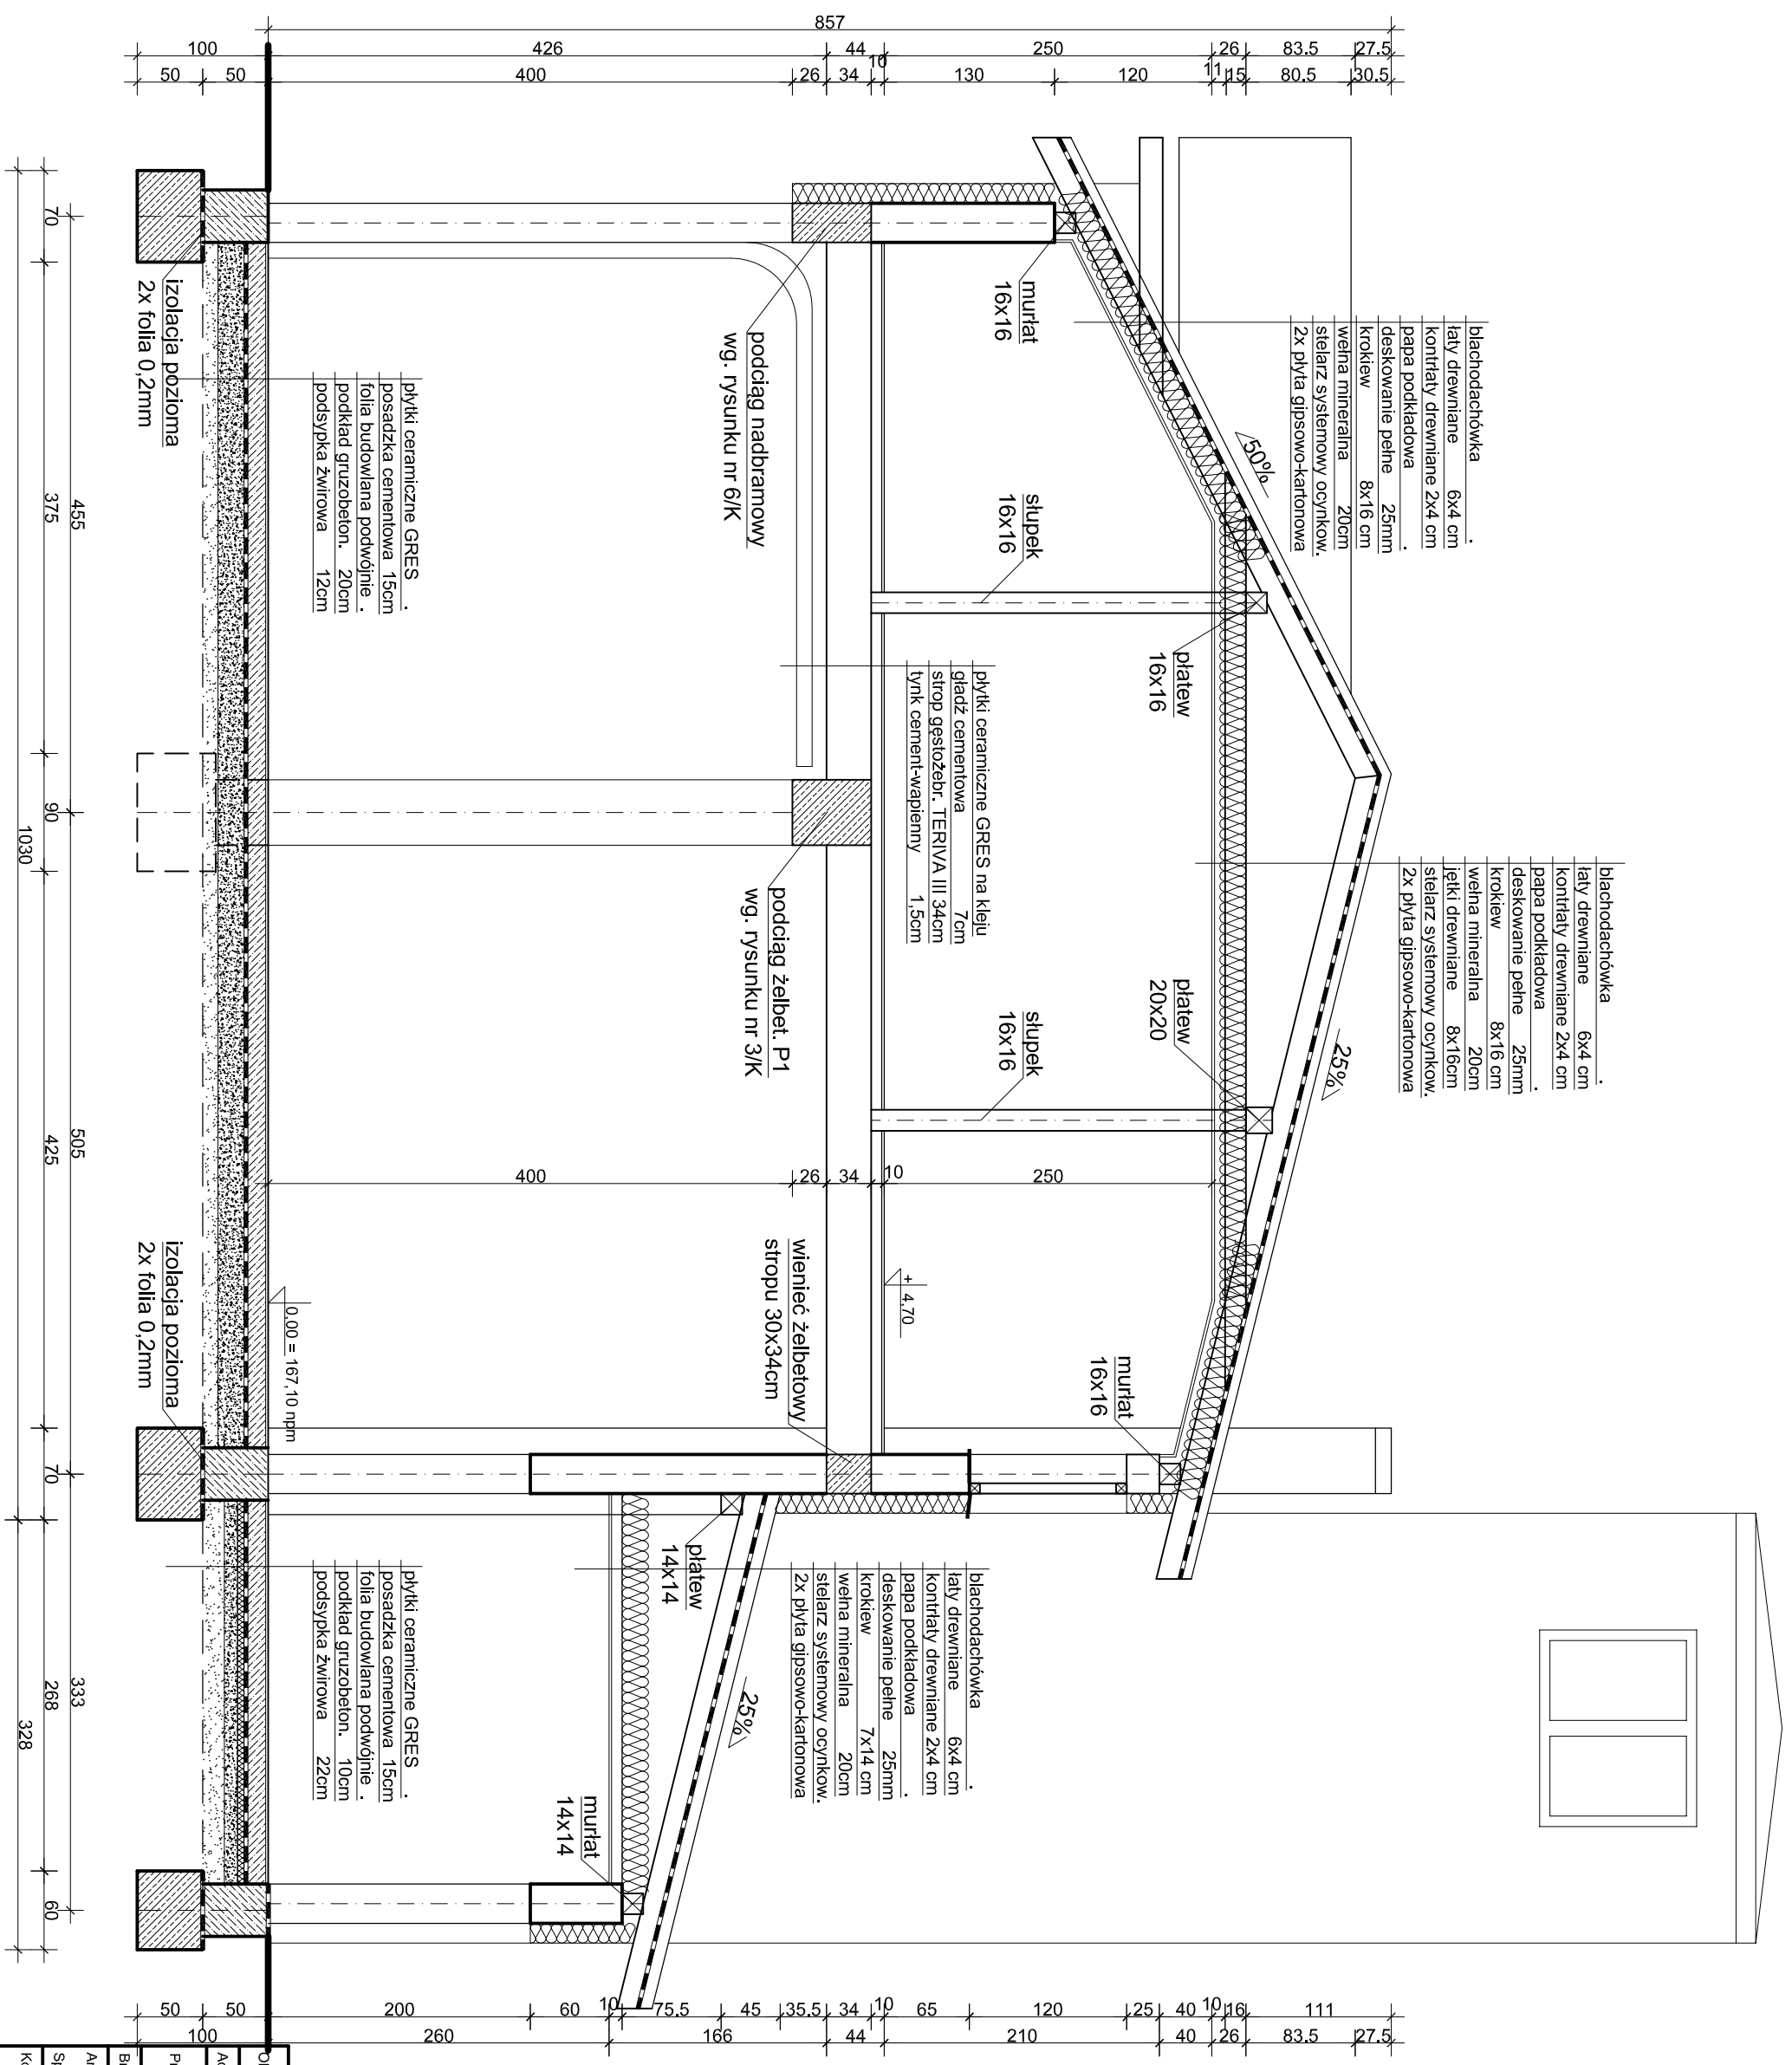 857
100 426 44 250 26 83.5 27.5
50 50 400 26 34 10 130 120 11 15 80.5 30.5
blachodachówka .
łaty drewniane 6x4 cm
kontrłaty drewniane 2x4 cm
papa podkładowa .
deskowanie pełne 25mm
krokiew 8x16 cm
wełna mineralna 20cm
stelarz systemowy ocynkow.
2x płyta gipsowo-kartonowa
50%
blachodachówka .
łaty drewniane 6x4 cm
kontrłaty drewniane 2x4 cm
papa podkładowa .
deskowanie pełne 25mm
krokiew 8x16 cm
wełna mineralna 20cm
jętki drewniane 8x16cm
stelarz systemowy ocynkow.
2x płyta gipsowo-kartonowa
25%
murłat
16x16
słupek
16x16
płatew
16x16
płatew
20x20
słupek
16x16
murłat
16x16
płytki ceramiczne GRES na kleju
gładź cementowa 7cm
strop gęstożebr. TERIVA III 34cm
tynk cement-wapienny 1,5cm
podciąg nadbramowy
wg. rysunku nr 6/K
podciąg żelbet. P1
wg. rysunku nr 3/K
wienieć żelbetowy
stropu 30x34cm
+ 4,70
400 26 34 10 250
0,00 = 167,10 npm
blachodachówka .
łaty drewniane 6x4 cm
kontrłaty drewniane 2x4 cm
papa podkładowa .
deskowanie pełne 25mm
krokiew 7x14 cm
wełna mineralna 20cm
stelarz systemowy ocynkow.
2x płyta gipsowo-kartonowa
25%
płatew
14x14
murłat
14x14
płytki ceramiczne GRES .
posadzka cementowa 15cm
folia budowlana podwójnie .
podkład gruzobeton. 20cm
podsypka żwirowa 12cm
płytki ceramiczne GRES .
posadzka cementowa 15cm
folia budowlana podwójnie .
podkład gruzobeton. 10cm
podsypka żwirowa 22cm
izolacja pozioma
2x folia 0,2mm
izolacja pozioma
2x folia 0,2mm
455 505 333
70 375 90 425 70 268 60
1030 328
50 50 200 60 10 75.5 45 35.5 34 10 65 120 25 40 10 16 111
100 260 166 44 210 40 26 83.5 27.5